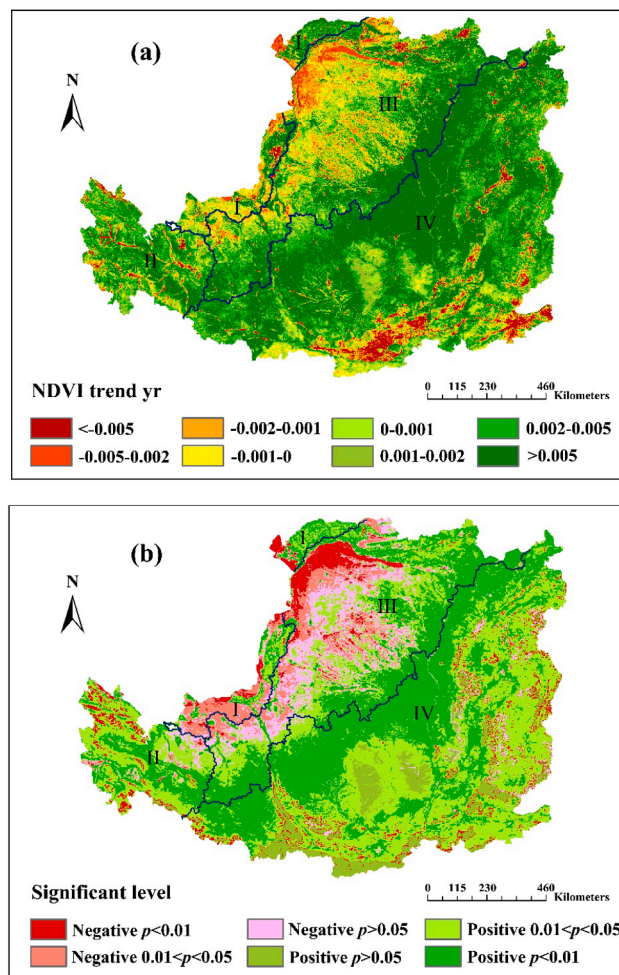 (a)
N
I
III
I
IV
II
NDVI trend yr
0 115 230 460
Kilometers
<-0.005
-0.002-0.001
0-0.001
0.002-0.005
-0.005-0.002
-0.001-0
0.001-0.002
>0.005
(b)
N
I
III
I
IV
II
Significant level
0 115 230 460
Kilometers
Negative p<0.01
Negative p>0.05
Positive 0.01<p<0.05
Negative 0.01<p<0.05
Positive p>0.05
Positive p<0.01